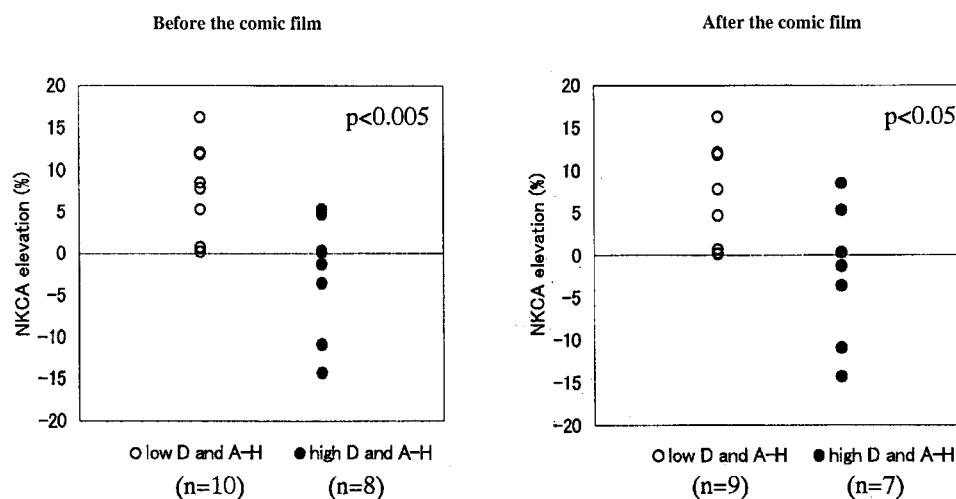 Before the comic film
20
15
10
5
0
−5
−10
−15
−20
NKCA elevation (%)
p<0.005
○ low D and A−H ● high D and A−H
(n=10) (n=8)
After the comic film
20
15
10
5
0
−5
−10
−15
−20
NKCA elevation (%)
p<0.05
○ low D and A−H ● high D and A−H
(n=9) (n=7)